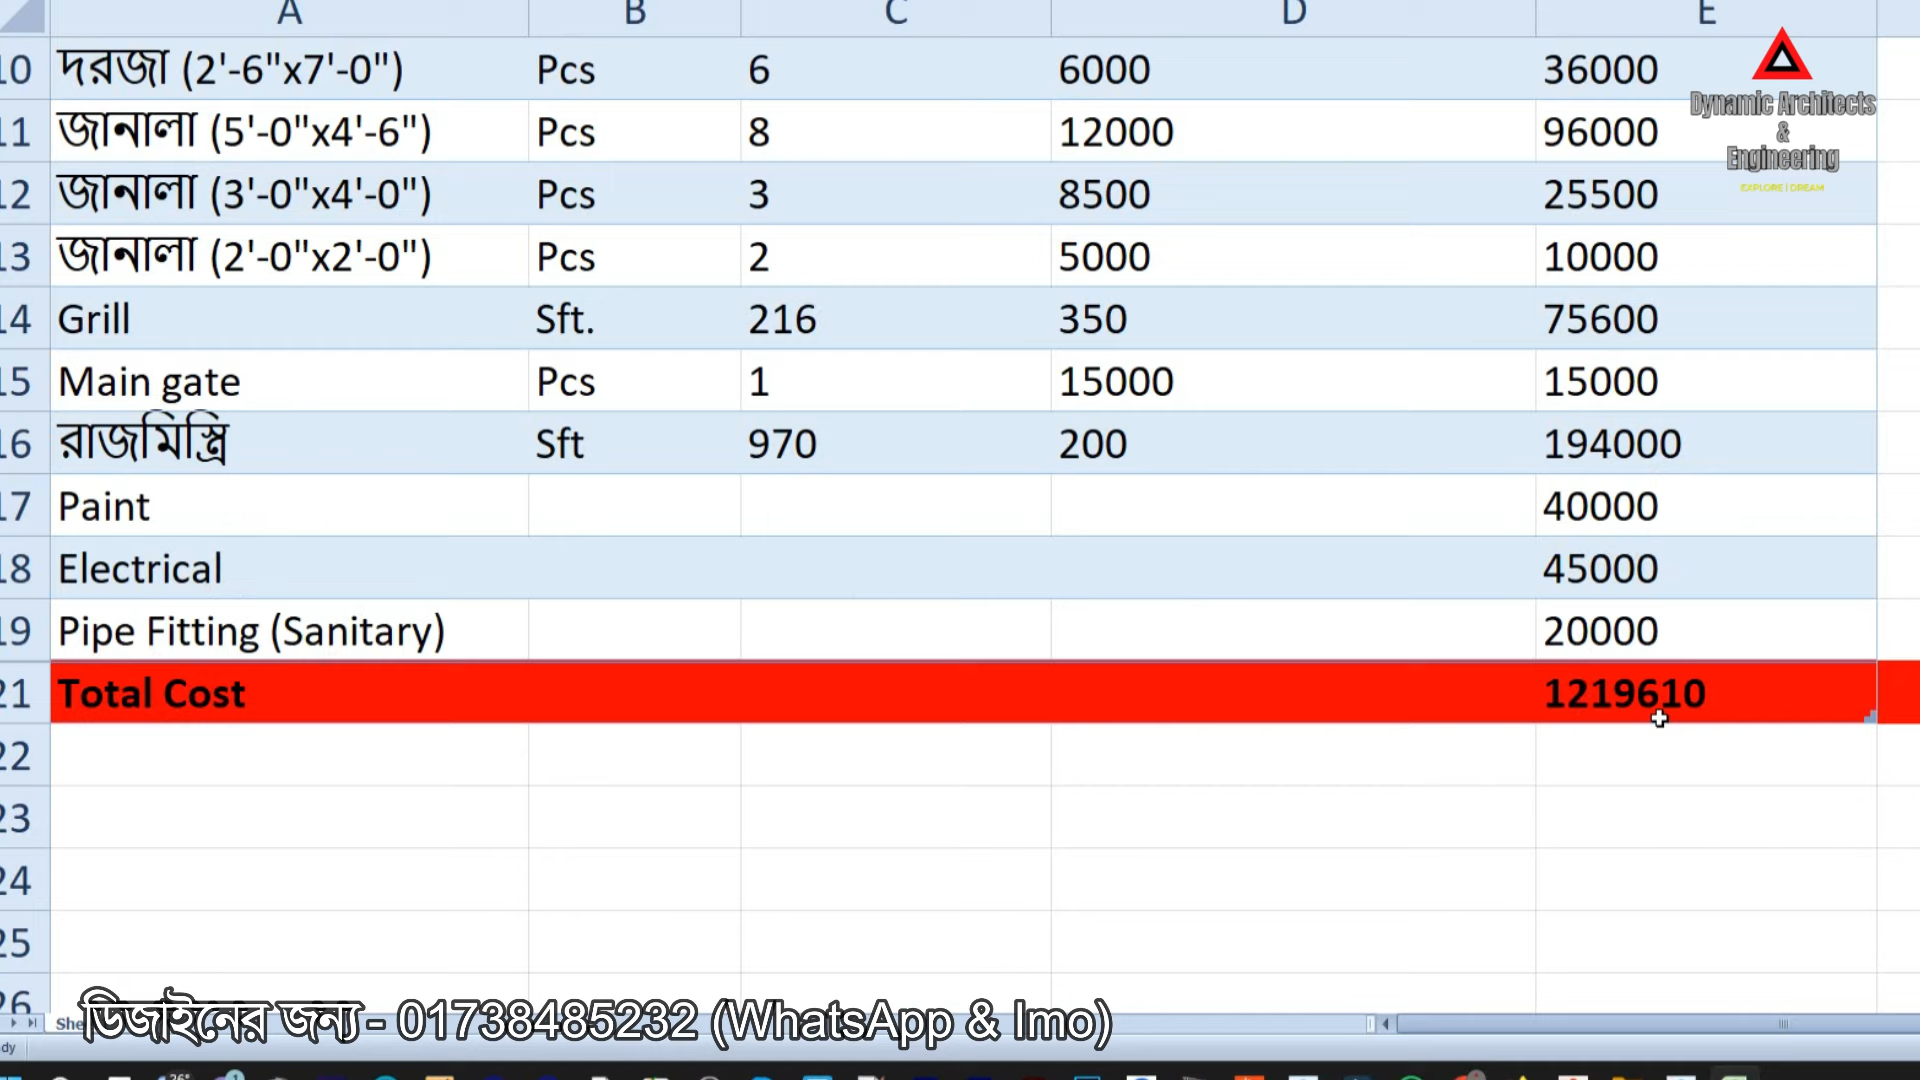 A B C D E
10 দরজা (2'-6"x7'-0") Pcs 6 6000 36000
11 জানালা (5'-0"x4'-6") Pcs 8 12000 96000
12 জানালা (3'-0"x4'-0") Pcs 3 8500 25500
13 জানালা (2'-0"x2'-0") Pcs 2 5000 10000
14 Grill Sft. 216 350 75600
15 Main gate Pcs 1 15000 15000
16 রাজমিস্ত্রি Sft 970 200 194000
17 Paint 40000
18 Electrical 45000
19 Pipe Fitting (Sanitary) 20000
21 Total Cost 1219610
22
23
24
25
26
Dynamic Architects
&
Engineering
EXPLORE | DREAM
ডিজাইনের জন্য - 01738485232 (WhatsApp & Imo)
26°